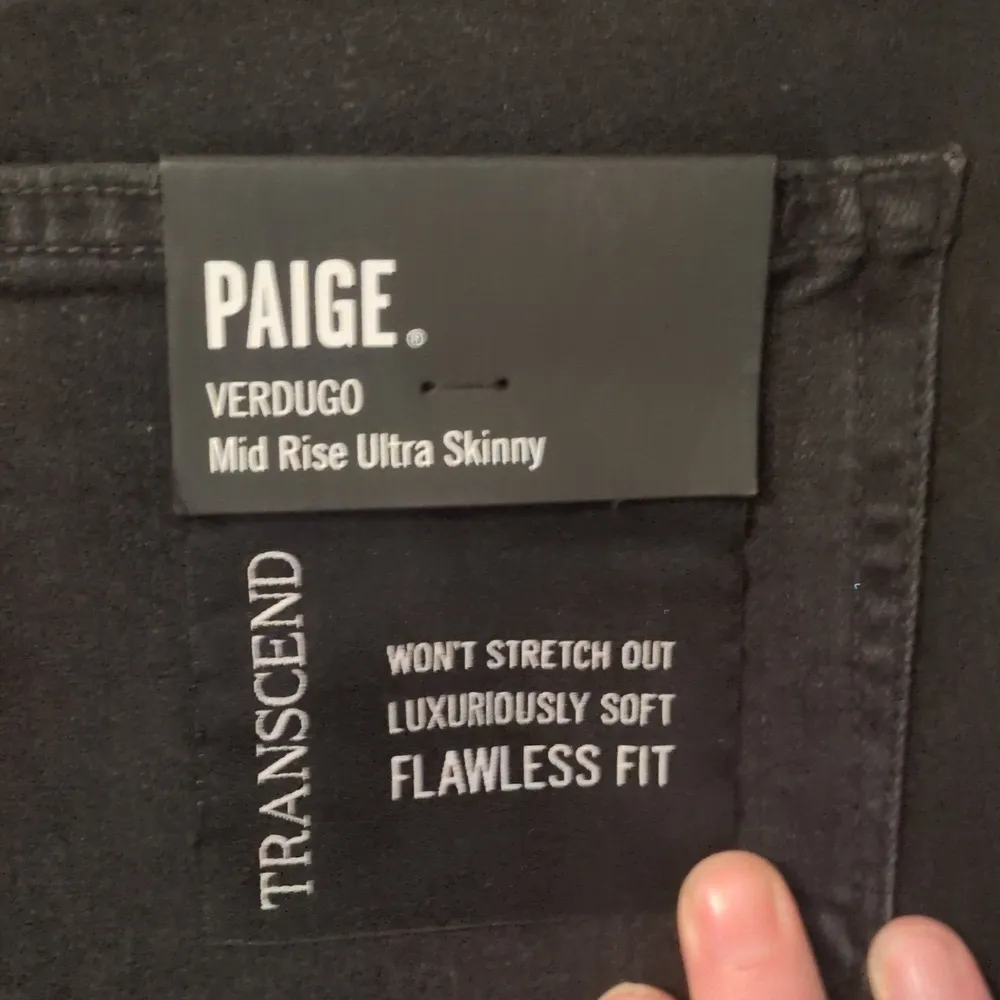 PAIGE®
VERDUGO
Mid Rise Ultra Skinny
TRANSCEND
WON'T STRETCH OUT
LUXURIOUSLY SOFT
FLAWLESS FIT